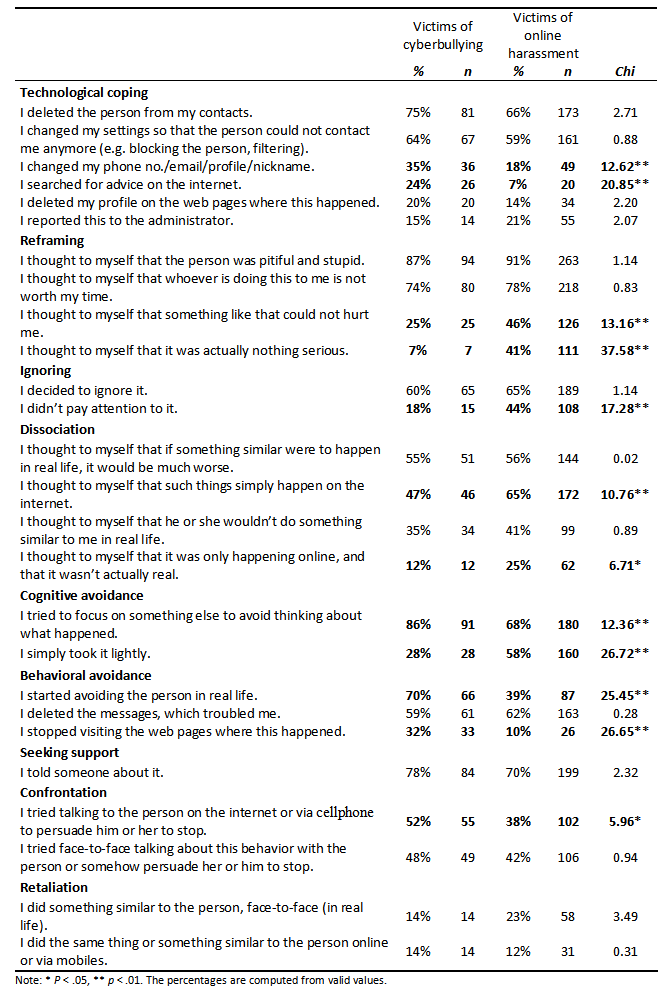 Victims of cyberbullying Victims of online harassment
% n % n Chi
Technological coping
I deleted the person from my contacts. 75% 81 66% 173 2.71
I changed my settings so that the person could not contact
me anymore (e.g. blocking the person, filtering). 64% 67 59% 161 0.88
I changed my phone no./email/profile/nickname. 35% 36 18% 49 12.62**
I searched for advice on the internet. 24% 26 7% 20 20.85**
I deleted my profile on the web pages where this happened. 20% 20 14% 34 2.20
I reported this to the administrator. 15% 14 21% 55 2.07
Reframing
I thought to myself that the person was pitiful and stupid. 87% 94 91% 263 1.14
I thought to myself that whoever is doing this to me is not
worth my time. 74% 80 78% 218 0.83
I thought to myself that something like that could not hurt
me. 25% 25 46% 126 13.16**
I thought to myself that it was actually nothing serious. 7% 7 41% 111 37.58**
Ignoring
I decided to ignore it. 60% 65 65% 189 1.14
I didn't pay attention to it. 18% 15 44% 108 17.28**
Dissociation
I thought to myself that if something similar were to happen
in real life, it would be much worse. 55% 51 56% 144 0.02
I thought to myself that such things simply happen on the
internet. 47% 46 65% 172 10.76**
I thought to myself that he or she wouldn't do something
similar to me in real life. 35% 34 41% 99 0.89
I thought to myself that it was only happening online, and
that it wasn't actually real. 12% 12 25% 62 6.71*
Cognitive avoidance
I tried to focus on something else to avoid thinking about
what happened. 86% 91 68% 180 12.36**
I simply took it lightly. 28% 28 58% 160 26.72**
Behavioral avoidance
I started avoiding the person in real life. 70% 66 39% 87 25.45**
I deleted the messages, which troubled me. 59% 61 62% 163 0.28
I stopped visiting the web pages where this happened. 32% 33 10% 26 26.65**
Seeking support
I told someone about it. 78% 84 70% 199 2.32
Confrontation
I tried talking to the person on the internet or via cellphone
to persuade him or her to stop. 52% 55 38% 102 5.96*
I tried face-to-face talking about this behavior with the
person or somehow persuade her or him to stop. 48% 49 42% 106 0.94
Retaliation
I did something similar to the person, face-to-face (in real
life). 14% 14 23% 58 3.49
I did the same thing or something similar to the person online
or via mobiles. 14% 14 12% 31 0.31
Note: * P < .05, ** p < .01. The percentages are computed from valid values.